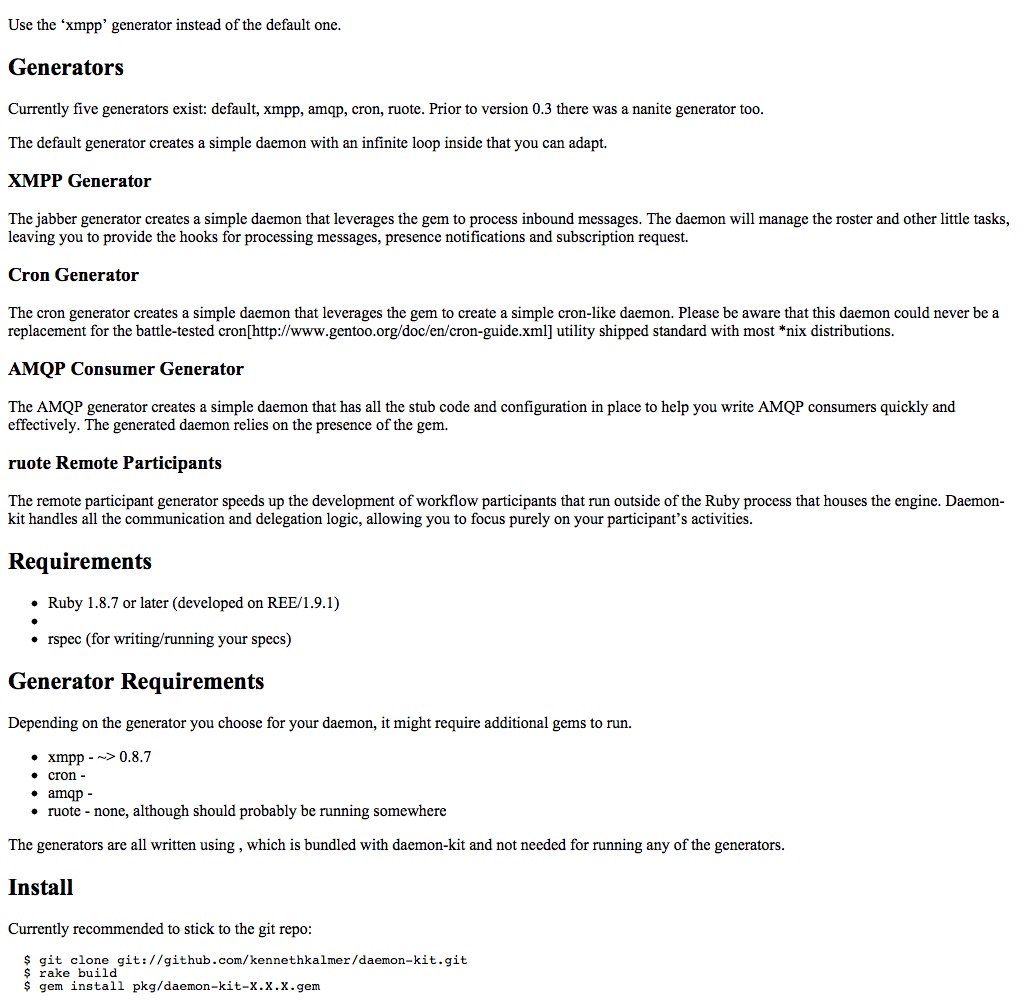 Use the ‘xmpp’ generator instead of the default one.
Generators
Currently five generators exist: default, xmpp, amqp, cron, ruote. Prior to version 0.3 there was a nanite generator too.
The default generator creates a simple daemon with an infinite loop inside that you can adapt.
XMPP Generator
The jabber generator creates a simple daemon that leverages the gem to process inbound messages. The daemon will manage the roster and other little tasks,
leaving you to provide the hooks for processing messages, presence notifications and subscription request.
Cron Generator
The cron generator creates a simple daemon that leverages the gem to create a simple cron-like daemon. Please be aware that this daemon could never be a
replacement for the battle-tested cron[http://www.gentoo.org/doc/en/cron-guide.xml] utility shipped standard with most *nix distributions.
AMQP Consumer Generator
The AMQP generator creates a simple daemon that has all the stub code and configuration in place to help you write AMQP consumers quickly and
effectively. The generated daemon relies on the presence of the gem.
ruote Remote Participants
The remote participant generator speeds up the development of workflow participants that run outside of the Ruby process that houses the engine. Daemon-
kit handles all the communication and delegation logic, allowing you to focus purely on your participant’s activities.
Requirements
• Ruby 1.8.7 or later (developed on REE/1.9.1)
•
• rspec (for writing/running your specs)
Generator Requirements
Depending on the generator you choose for your daemon, it might require additional gems to run.
• xmpp - ~> 0.8.7
• cron -
• amqp -
• ruote - none, although should probably be running somewhere
The generators are all written using , which is bundled with daemon-kit and not needed for running any of the generators.
Install
Currently recommended to stick to the git repo:
$ git clone git://github.com/kennethkalmer/daemon-kit.git
$ rake build
$ gem install pkg/daemon-kit-X.X.X.gem